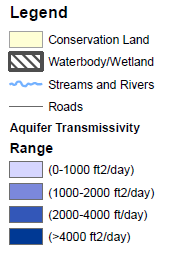 Legend
Conservation Land
Waterbody/Wetland
Streams and Rivers
Roads
Aquifer Transmissivity
Range
(0-1000 ft2/day)
(1000-2000 ft2/day)
(2000-4000 ft/day)
(>4000 ft2/day)